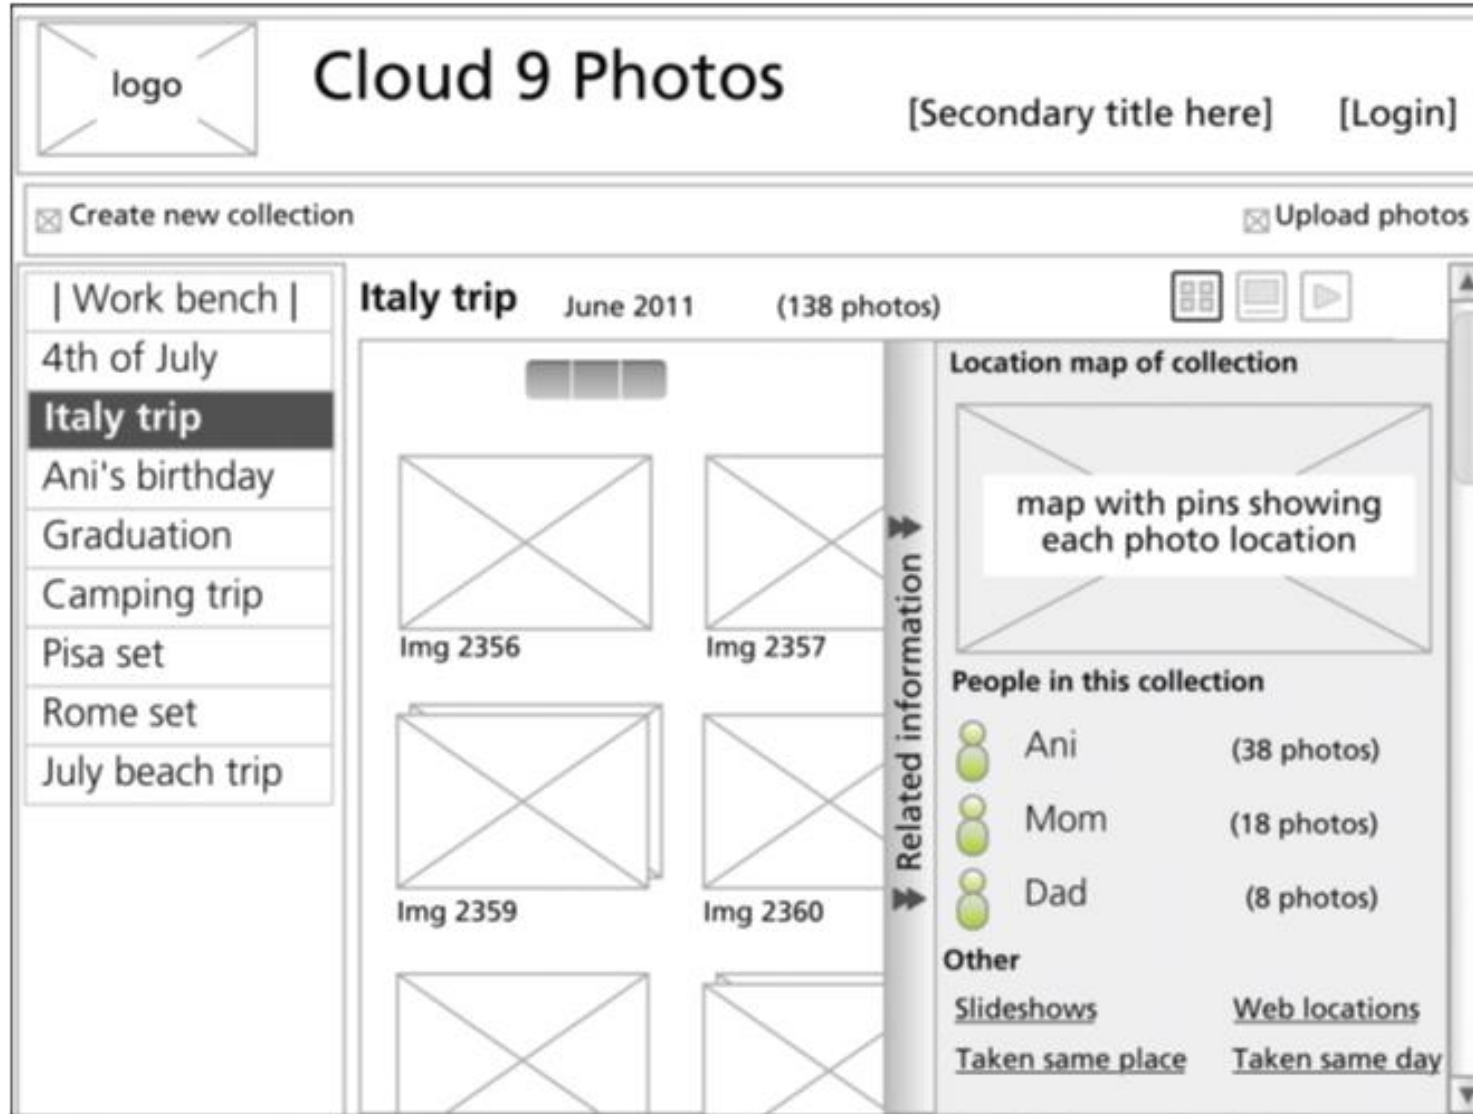 logo
Cloud 9 Photos
[Secondary title here]
[Login]
Create new collection
Upload photos
| Work bench |
4th of July
Italy trip
Ani's birthday
Graduation
Camping trip
Pisa set
Rome set
July beach trip
Italy trip
June 2011
(138 photos)
Img 2356
Img 2357
Img 2359
Img 2360
Related information
Location map of collection
map with pins showing
each photo location
People in this collection
Ani (38 photos)
Mom (18 photos)
Dad (8 photos)
Other
Slideshows
Web locations
Taken same place
Taken same day